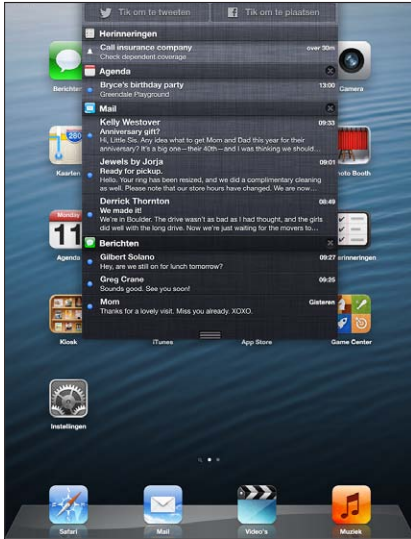 Tik om te tweeten
Tik om te plaatsen
Herinneringen
Call insurance company over 30m
Check dependent coverage
Agenda
Bryce's birthday party 13:00
Greendale Playground
Mail
Kelly Westover 09:33
Anniversary gift?
Hi, Little Sis. Any idea what to get Mom and Dad this year for their
anniversary? It's a big one—their 40th—and I was thinking we should...
Jewels by Jorja 09:01
Ready for pickup.
Hello. Your ring has been resized, and we did a complimentary cleaning
as well. Please note that our store hours have changed. We are now...
Derrick Thornton 08:49
We made it!
We're in Boulder. The drive wasn't as bad as I had thought, and the girls
did well with the long drive. Now we're just waiting for the movers to...
Berichten
Gilbert Solano 09:27
Hey, are we still on for lunch tomorrow?
Greg Crane 09:25
Sounds good. See you soon!
Mom Gisteren
Thanks for a lovely visit. Miss you already. XOXO.
Berichten
Camera
280
Kaarten
Photo Booth
Monday
11
Agenda
Herinneringen
Kiosk
iTunes
App Store
Game Center
Instellingen
Safari
Mail
Video's
Muziek